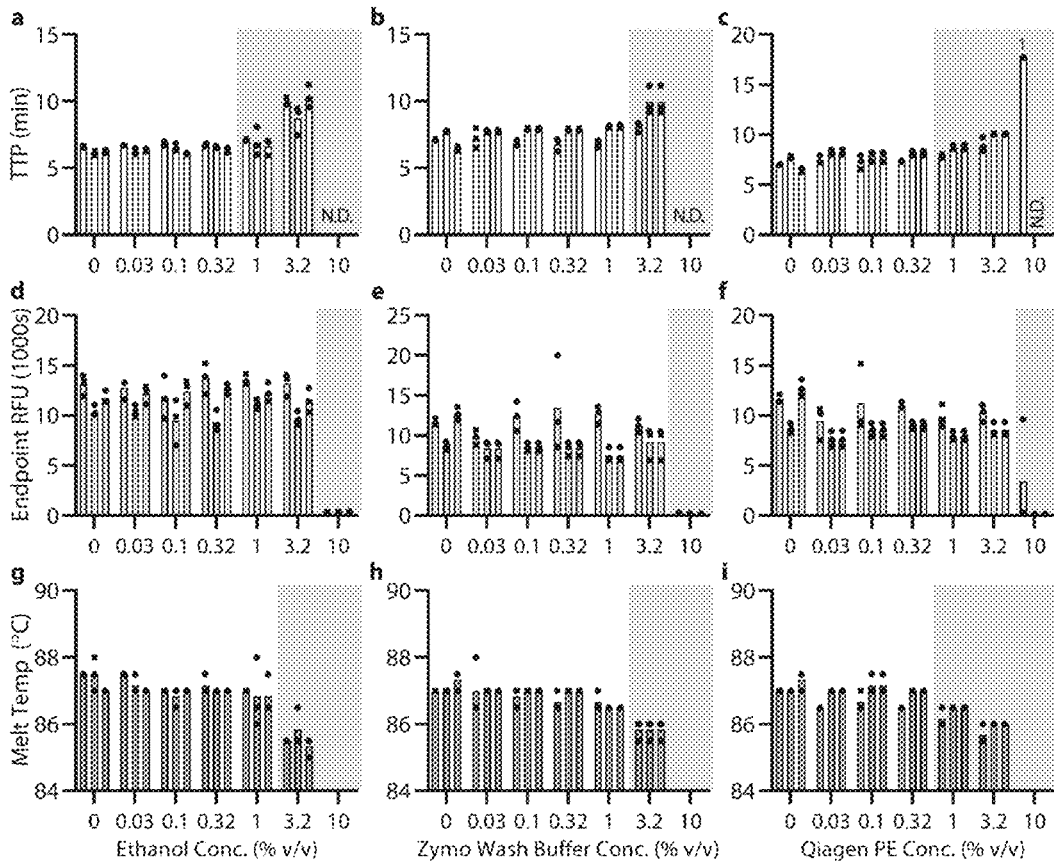 a
b
c
TTP (min)
15
10
5
0
15
10
5
0
20
15
10
5
0
N.D.
N.D.
1
N.D.
0 0.03 0.1 0.32 1 3.2 10
0 0.03 0.1 0.32 1 3.2 10
0 0.03 0.1 0.32 1 3.2 10
d
e
f
Endpoint RFU (1000s)
20
15
10
5
0
25
20
15
10
5
0
20
15
10
5
0
0 0.03 0.1 0.32 1 3.2 10
0 0.03 0.1 0.32 1 3.2 10
0 0.03 0.1 0.32 1 3.2 10
g
h
i
Melt Temp (°C)
90
88
86
84
90
88
86
84
90
88
86
84
0 0.03 0.1 0.32 1 3.2 10
0 0.03 0.1 0.32 1 3.2 10
0 0.03 0.1 0.32 1 3.2 10
Ethanol Conc. (% v/v)
Zymo Wash Buffer Conc. (% v/v)
Qiagen PE Conc. (% v/v)